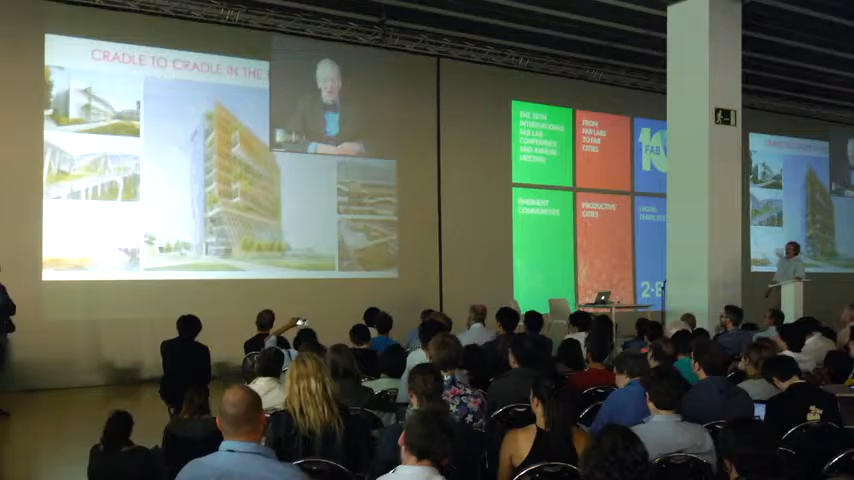 CRADLE TO CRADLE IN THE
THE 10TH
INTERNATIONAL
FAB LAB
CONFERENCE
AND ANNUAL
MEETING
FROM
FAB LABS
TO FAB
CITIES
FAB 10
EMERGENT
COMMUNITIES
PRODUCTIVE
CITIES
2-8